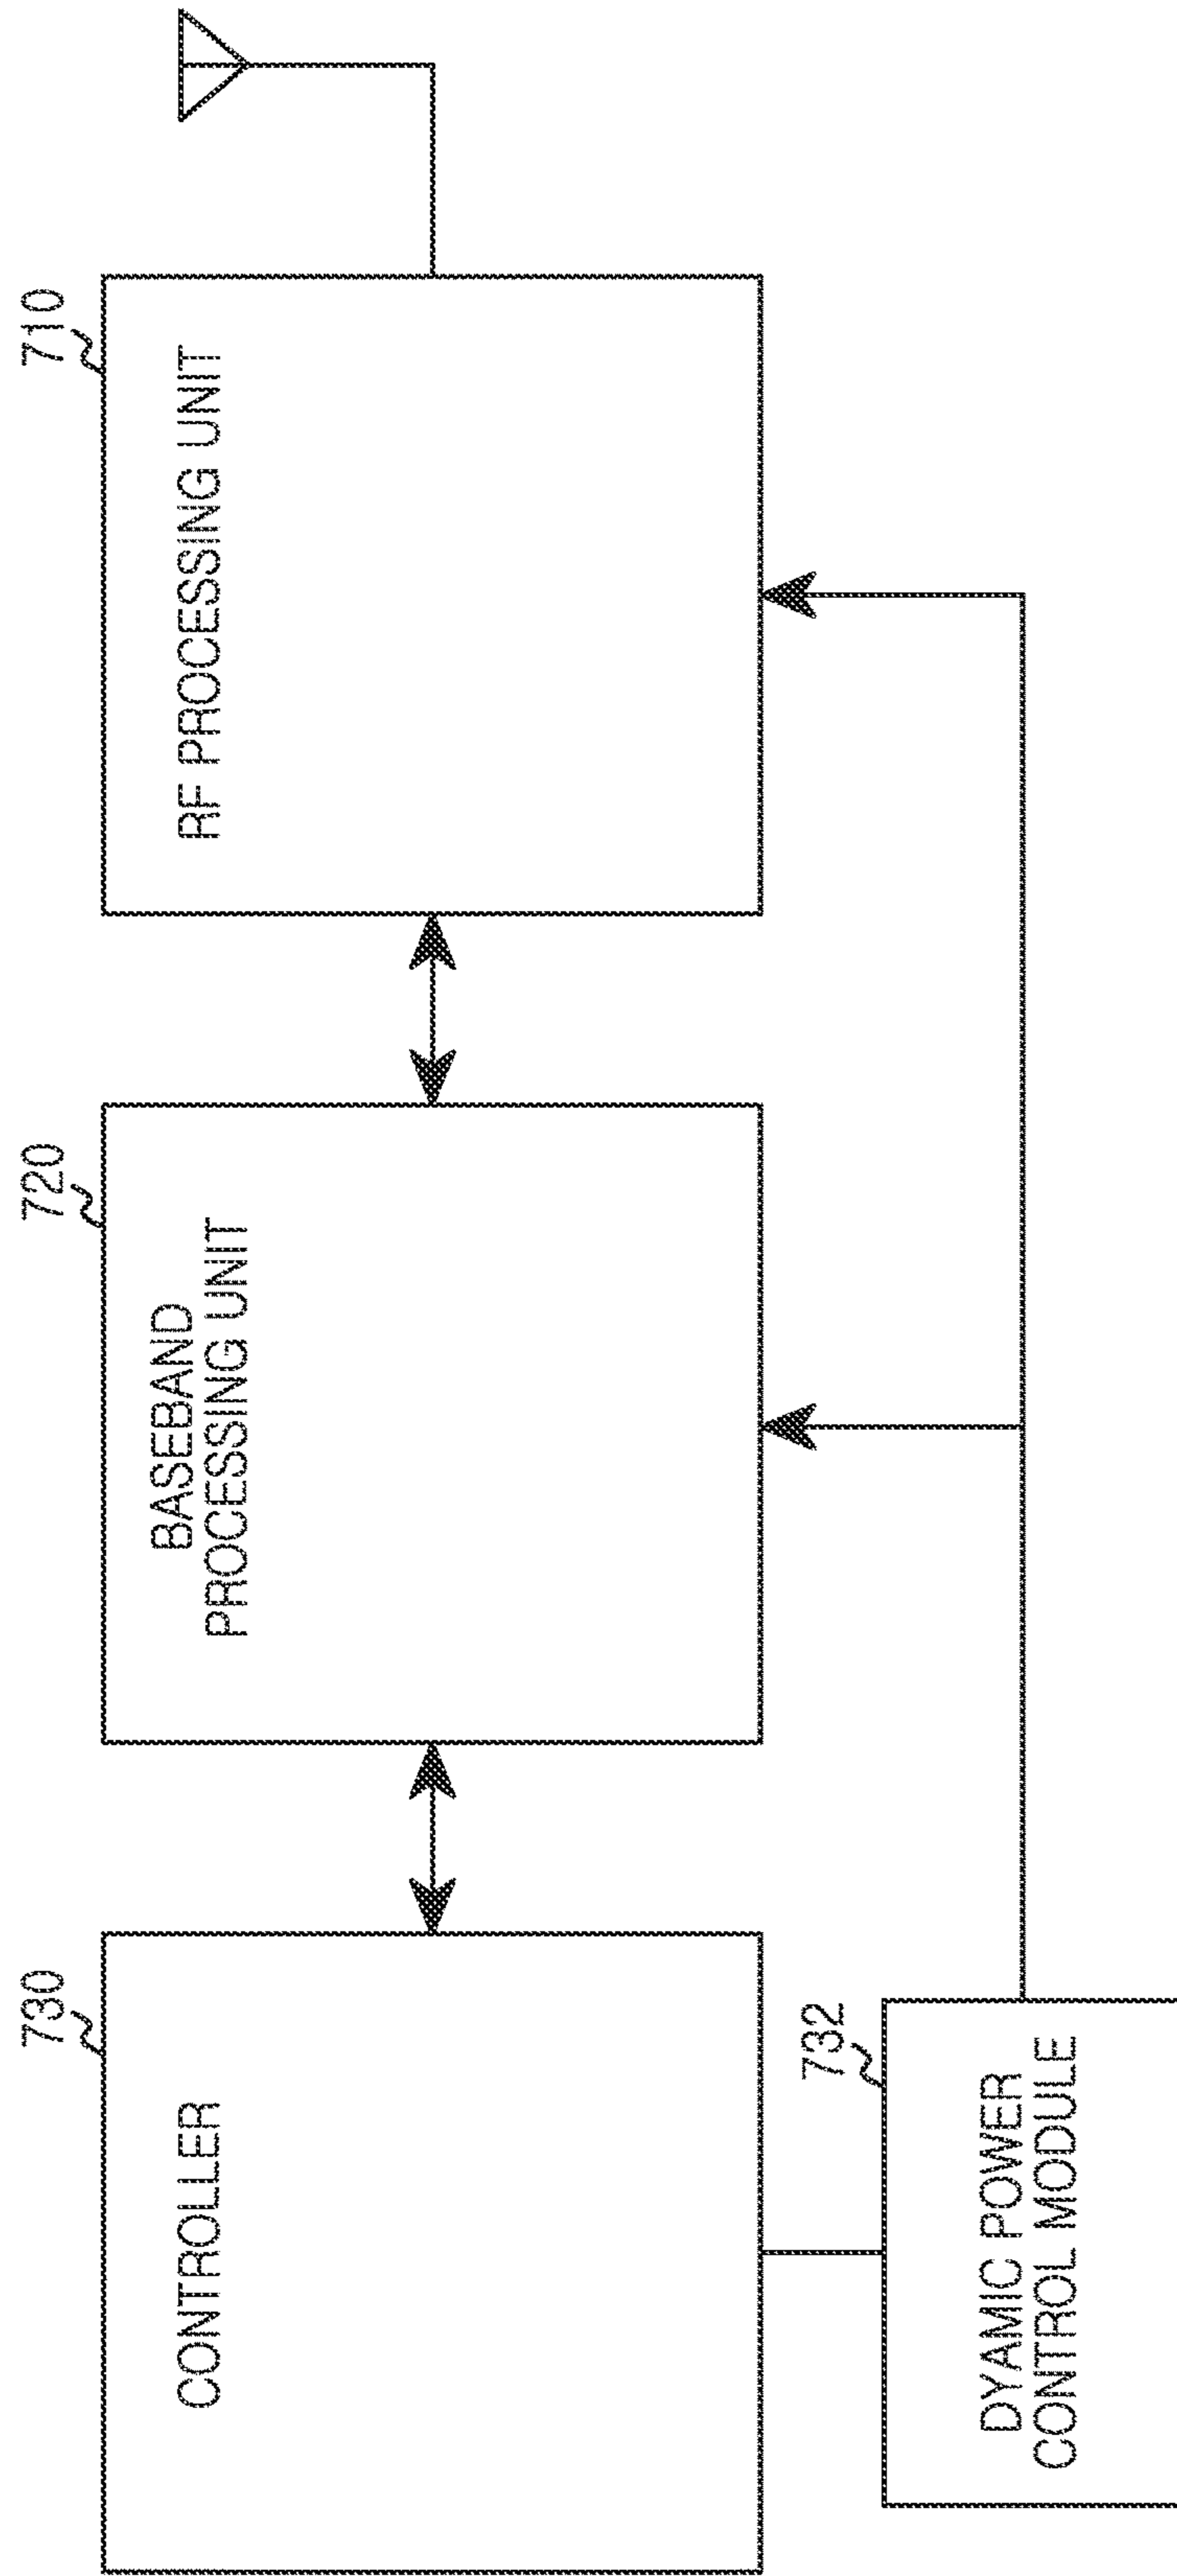 730
CONTROLLER
720
BASEBAND
PROCESSING UNIT
710
RF PROCESSING UNIT
732
DYAMIC POWER
CONTROL MODULE